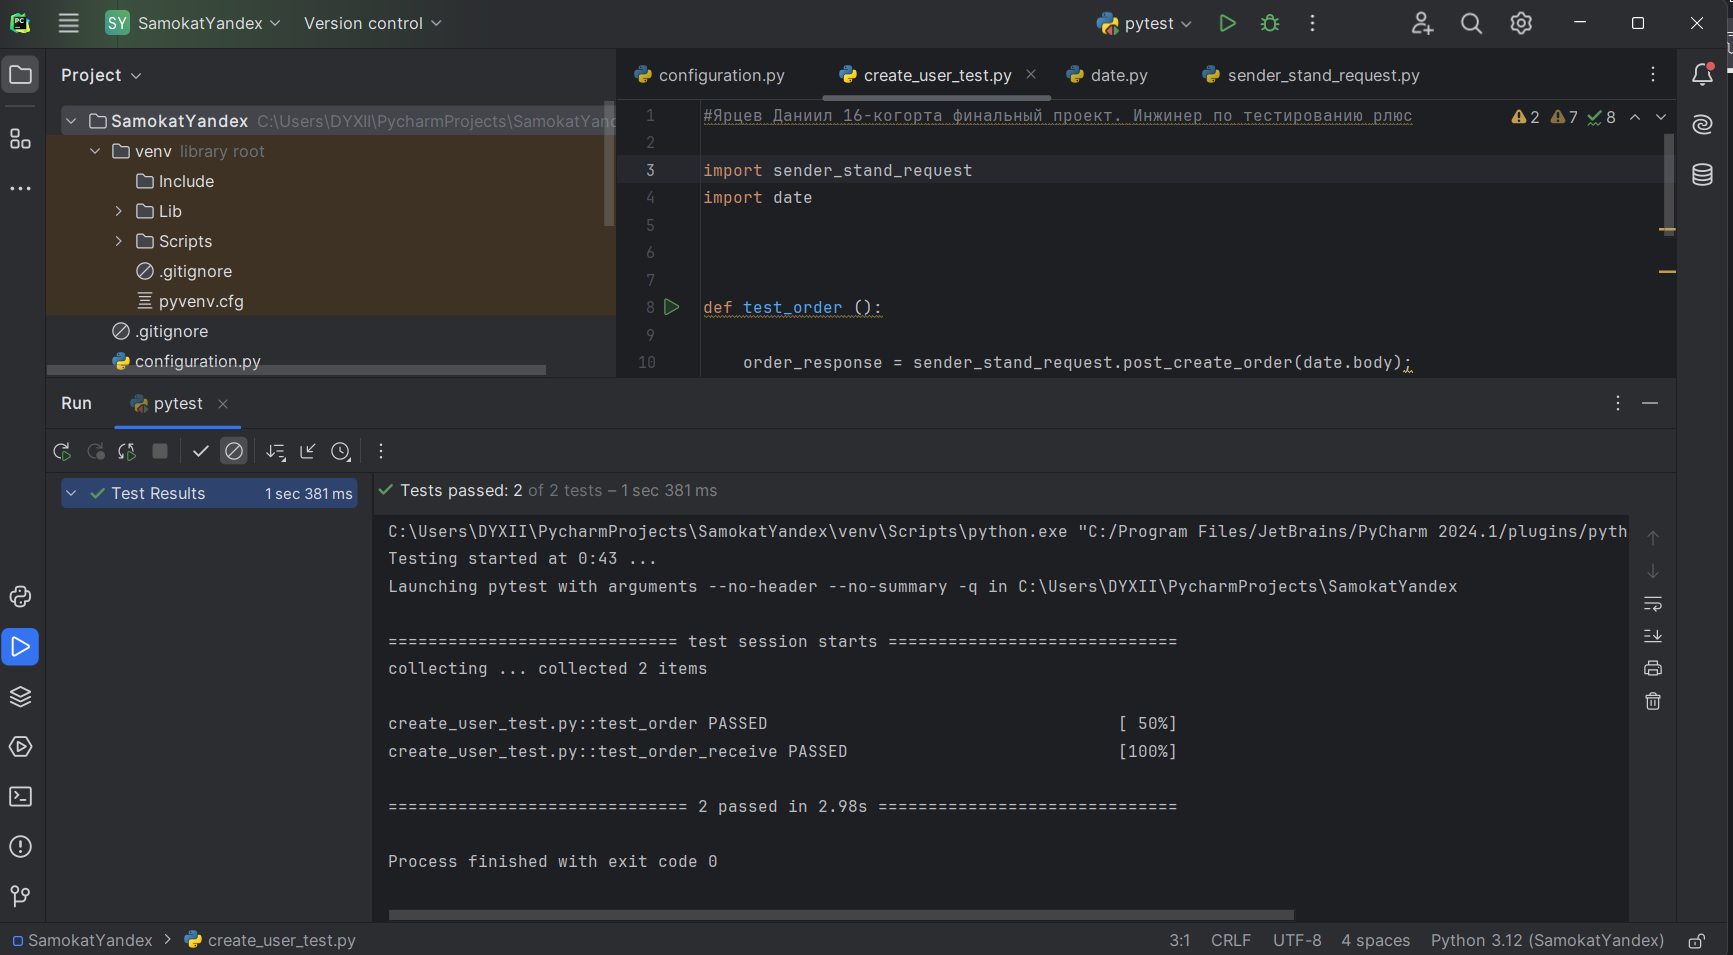 SY SamokatYandex Version control pytest
Project
configuration.py create_user_test.py date.py sender_stand_request.py
SamokatYandex C:\Users\DYXII\PycharmProjects\SamokatYand
venv library root
Include
Lib
Scripts
.gitignore
pyvenv.cfg
.gitignore
configuration.py
1 #Ярцев Даниил 16-когорта финальный проект. Инжинер по тестированию рлюс
2 7 8
2
3 import sender_stand_request
4 import date
5
6
7
8 def test_order ():
9
10 order_response = sender_stand_request.post_create_order(date.body);
Run pytest
Test Results 1 sec 381 ms
Tests passed: 2 of 2 tests – 1 sec 381 ms
C:\Users\DYXII\PycharmProjects\SamokatYandex\venv\Scripts\python.exe "C:/Program Files/JetBrains/PyCharm 2024.1/plugins/pyth
Testing started at 0:43 ...
Launching pytest with arguments --no-header --no-summary -q in C:\Users\DYXII\PycharmProjects\SamokatYandex
============================= test session starts =============================
collecting ... collected 2 items
create_user_test.py::test_order PASSED [ 50%]
create_user_test.py::test_order_receive PASSED [100%]
============================== 2 passed in 2.98s ==============================
Process finished with exit code 0
SamokatYandex > create_user_test.py 3:1 CRLF UTF-8 4 spaces Python 3.12 (SamokatYandex)